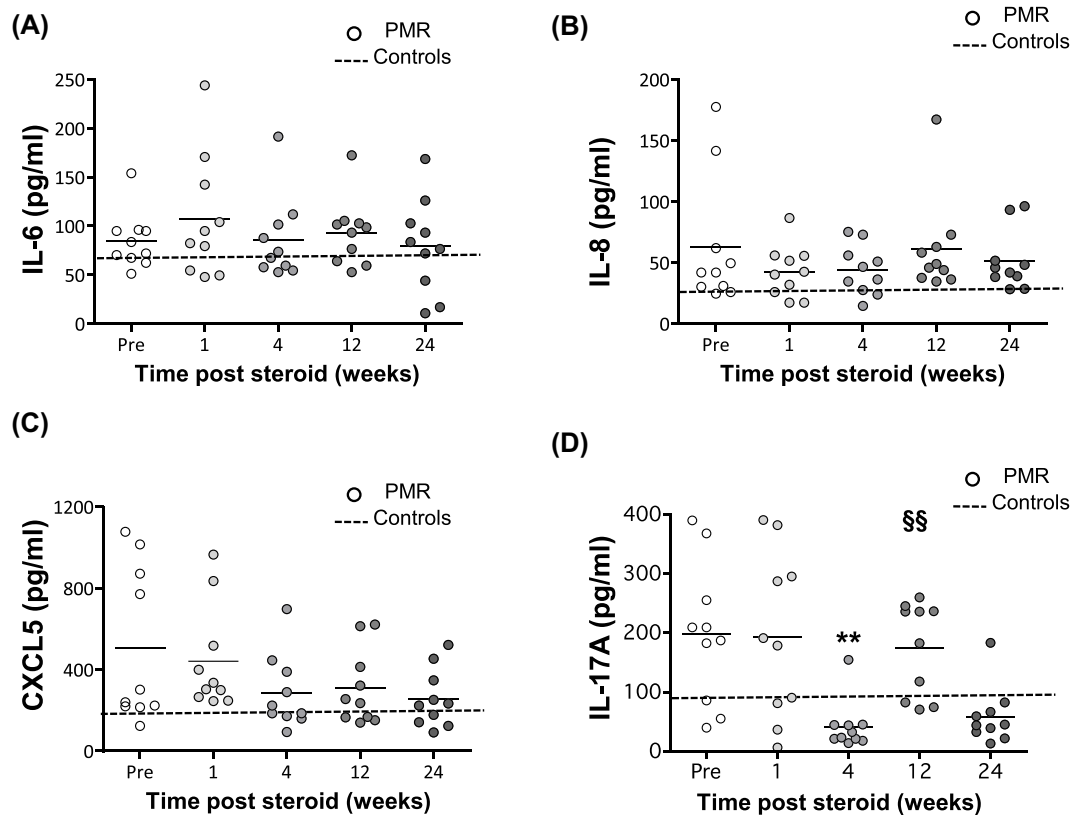 (A)
PMR
Controls
IL-6 (pg/ml)
250
200
150
100
50
0
Pre 1 4 12 24
Time post steroid (weeks)
(B)
PMR
Controls
IL-8 (pg/ml)
200
150
100
50
0
Pre 1 4 12 24
Time post steroid (weeks)
(C)
PMR
Controls
CXCL5 (pg/ml)
1200
800
400
0
Pre 1 4 12 24
Time post steroid (weeks)
(D)
PMR
Controls
IL-17A (pg/ml)
400
300
200
100
0
§§
**
Pre 1 4 12 24
Time post steroid (weeks)